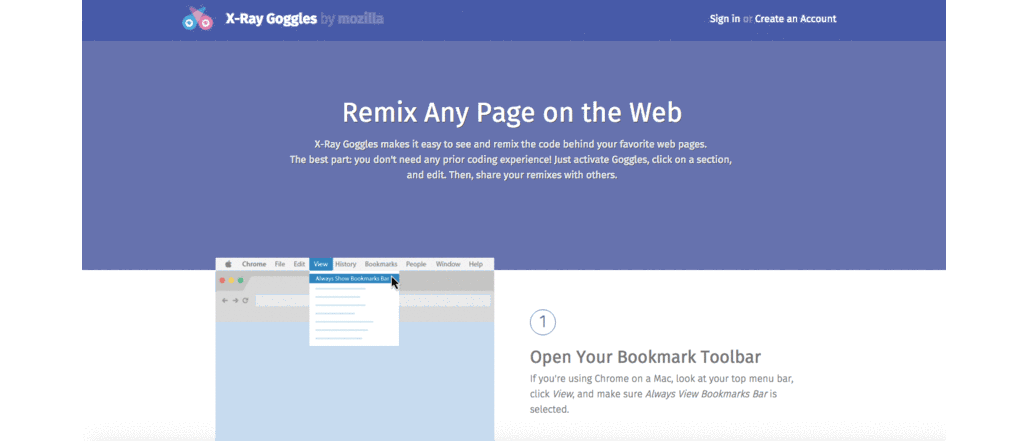 X-Ray Goggles by mozilla
Sign in or Create an Account
Remix Any Page on the Web
X-Ray Goggles makes it easy to see and remix the code behind your favorite web pages.
The best part: you don't need any prior coding experience! Just activate Goggles, click on a section,
and edit. Then, share your remixes with others.
Chrome File Edit View History Bookmarks People Window Help
Always Show Bookmarks Bar
1
Open Your Bookmark Toolbar
If you're using Chrome on a Mac, look at your top menu bar,
click View, and make sure Always View Bookmarks Bar is
selected.